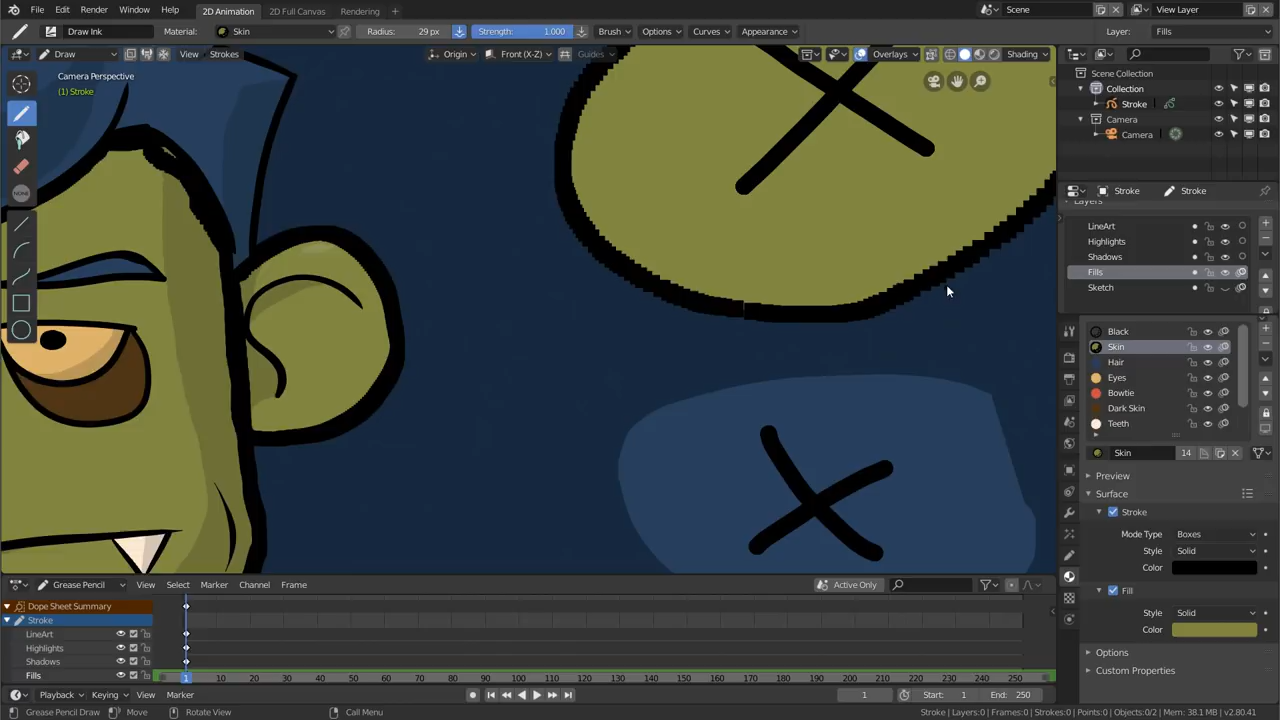 File Edit Render Window Help 2D Animation 2D Full Canvas Rendering + Scene View Layer
Draw Ink Material: Skin Radius: 29 px Strength: 1.000 Brush Options Curves Appearance Layer: Fills
Draw View Strokes Origin Front (X-Z) Guides Overlays Shading
Camera Perspective
(1) Stroke
NONE
Scene Collection
Collection
Stroke
Camera
Camera
Stroke Stroke
Layers
LineArt
Highlights
Shadows
Fills
Sketch
Black
Skin
Hair
Eyes
Bowtie
Dark Skin
Teeth
Skin 14
Preview
Surface
Stroke
Mode Type Boxes
Style Solid
Color
Fill
Style Solid
Color
Options
Custom Properties
Grease Pencil View Select Marker Channel Frame Active Only
Dope Sheet Summary
Stroke
LineArt
Highlights
Shadows
Fills
1 10 20 30 40 50 60 70 80 90 100 110 120 130 140 150 160 170 180 190 200 210 220 230 240 250
Playback Keying View Marker 1 Start: 1 End: 250
Grease Pencil Draw Move Rotate View Call Menu Stroke | Layers:0 | Frames:0 | Strokes:0 | Points:0 | Objects:0/2 | Mem: 38.1 MB | v2.80.41